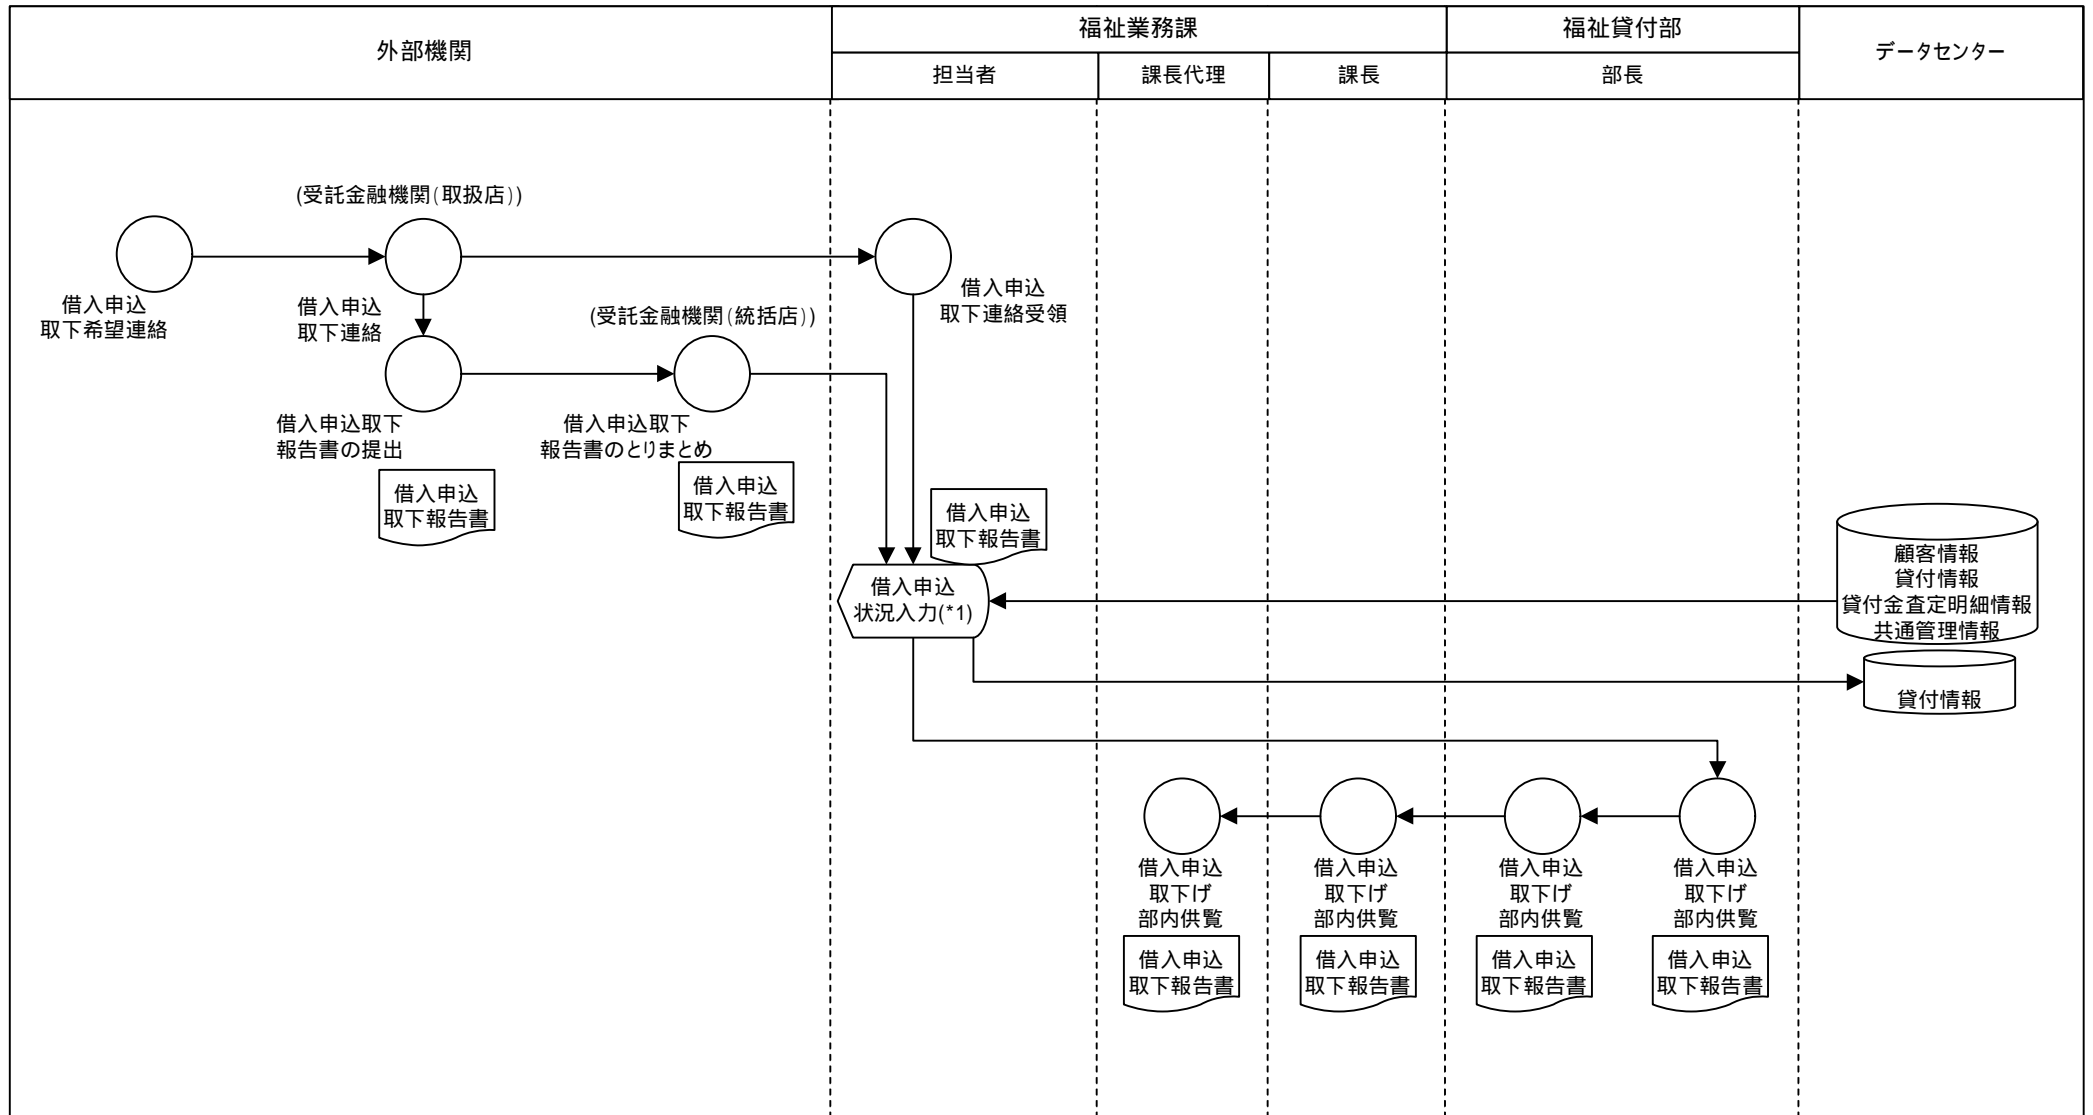 外部機関
福祉業務課
福祉貸付部
データセンター
担当者
課長代理
課長
部長
(受託金融機関(取扱店))
借入申込
取下希望連絡
借入申込
取下連絡
(受託金融機関(統括店))
借入申込
取下連絡受領
借入申込取下
報告書の提出
借入申込取下
報告書のとりまとめ
借入申込
取下報告書
借入申込
取下報告書
借入申込
取下報告書
借入申込
状況入力(*1)
顧客情報
貸付情報
貸付金査定明細情報
共通管理情報
貸付情報
借入申込
取下げ
部内供覧
借入申込
取下げ
部内供覧
借入申込
取下げ
部内供覧
借入申込
取下げ
部内供覧
借入申込
取下報告書
借入申込
取下報告書
借入申込
取下報告書
借入申込
取下報告書